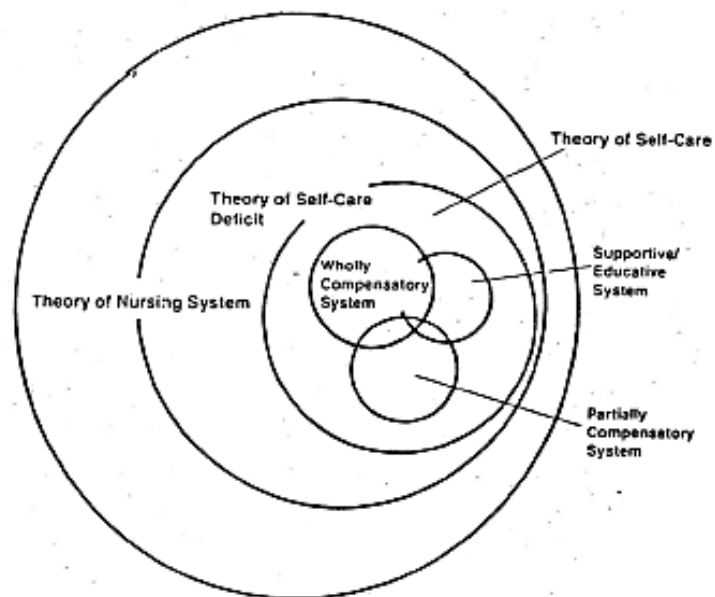 Theory of Self-Care
Theory of Self-Care
Deficit
Supportive/
Educative
System
Wholly
Compensatory
System
Theory of Nursing System
Partially
Compensatory
System